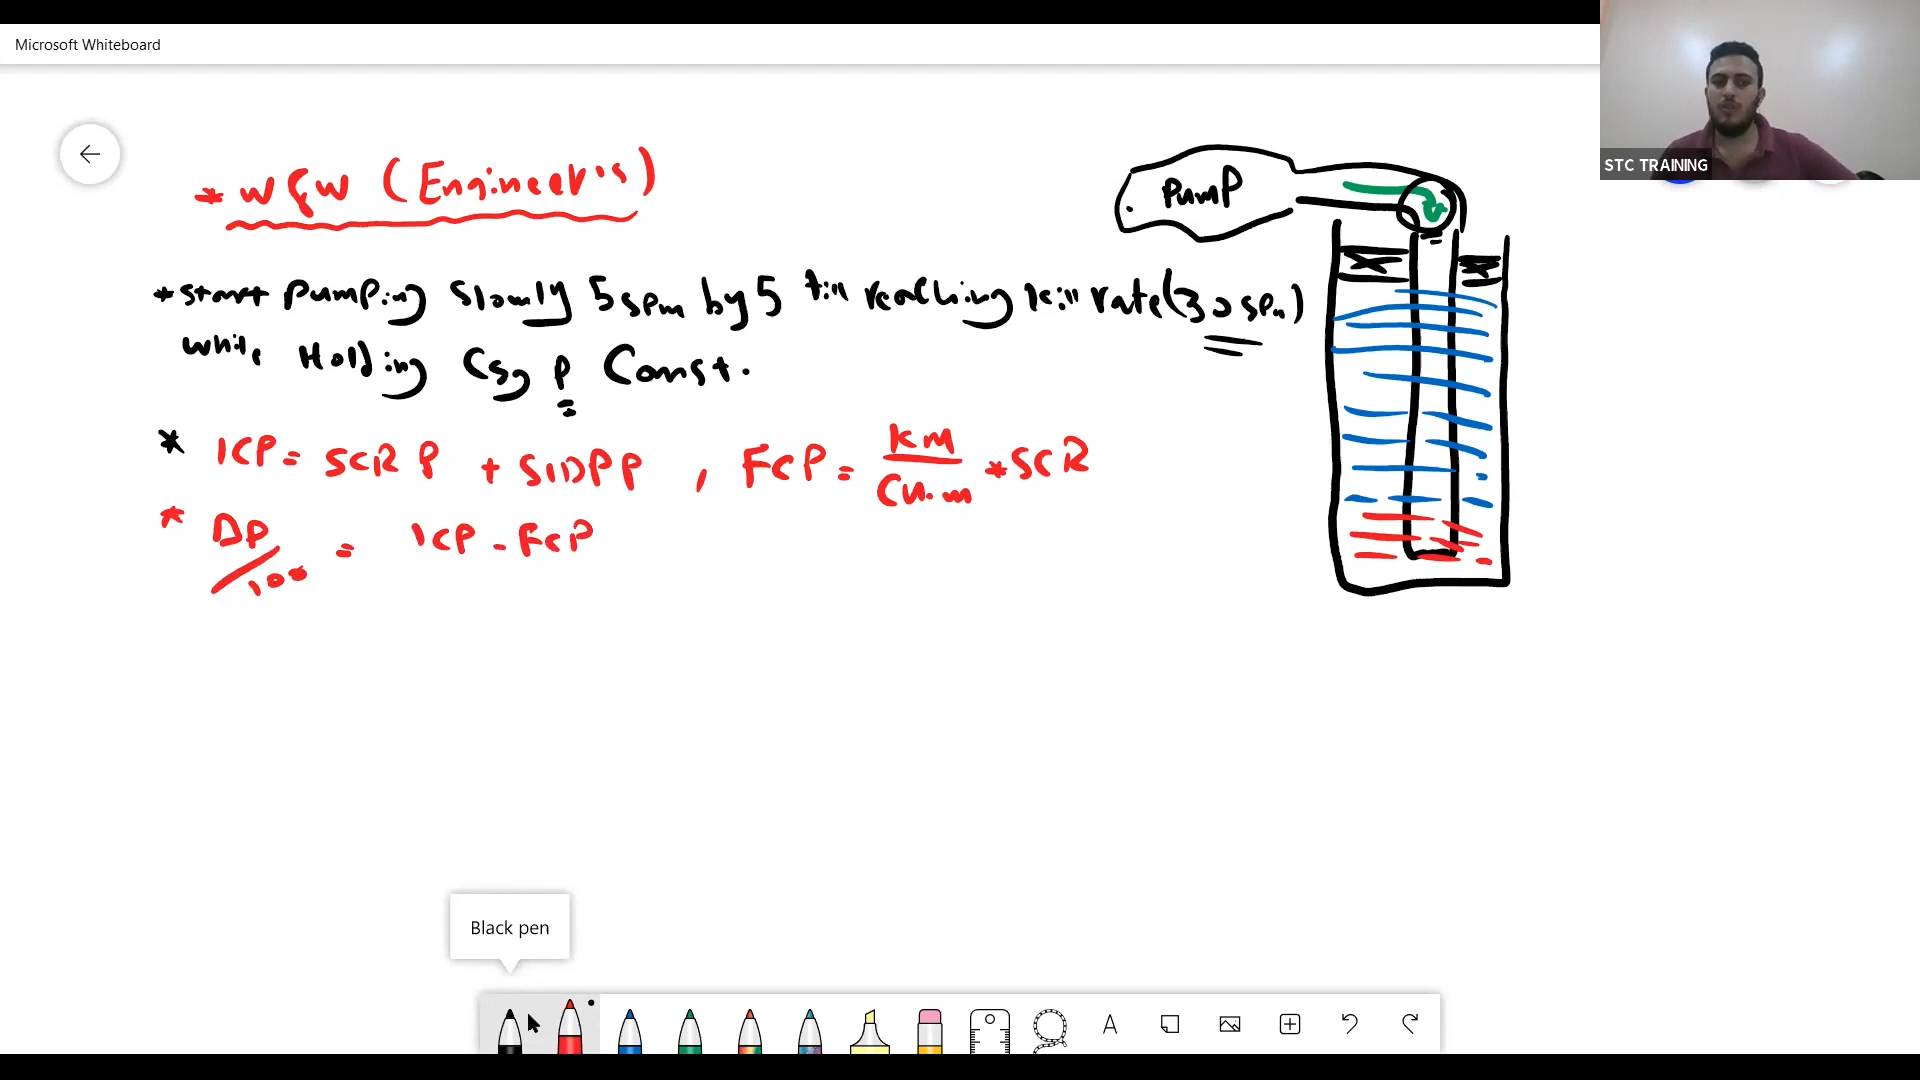 Microsoft Whiteboard
STC TRAINING
* W&W (Engineer's)
PUMP
* start Pumping slowly 5 spm by 5 till reaching kill rate (30 spm)
while Holding Csg P Const.
* ICP = SCR P + SIDPP , FCP = KM / Cu.m * SCR
* ΔP / 100 = ICP - FCP
Black pen